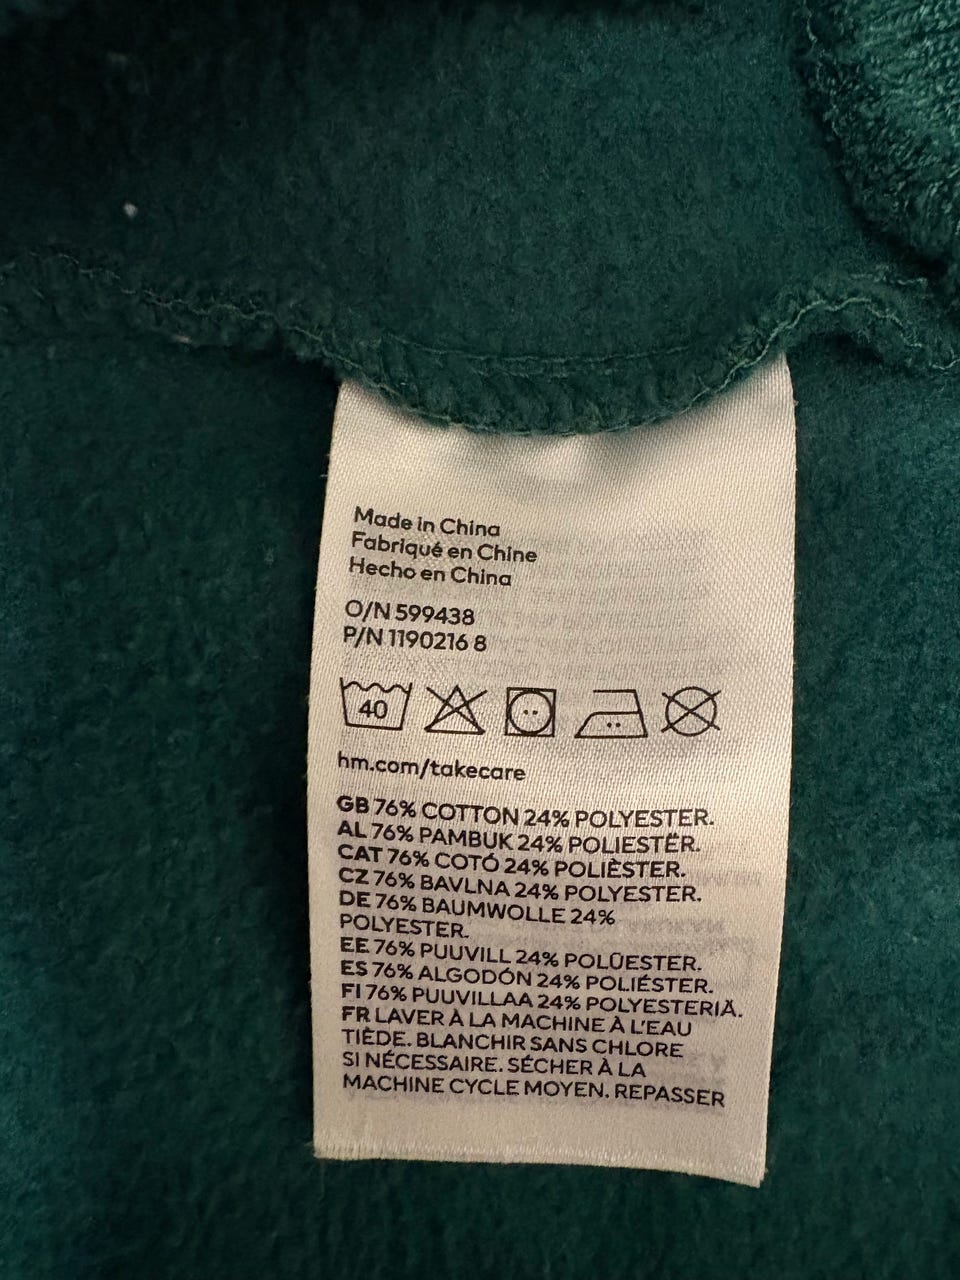 Made in China
Fabriqué en Chine
Hecho en China
O/N 599438
P/N 1190216 8
40
hm.com/takecare
GB 76% COTTON 24% POLYESTER.
AL 76% PAMBUK 24% POLIESTËR.
CAT 76% COTÓ 24% POLIÈSTER.
CZ 76% BAVLNA 24% POLYESTER.
DE 76% BAUMWOLLE 24%
POLYESTER.
EE 76% PUUVILL 24% POLÜESTER.
ES 76% ALGODÓN 24% POLIÉSTER.
FI 76% PUUVILLAA 24% POLYESTERIÄ.
FR LAVER À LA MACHINE À L'EAU
TIÈDE. BLANCHIR SANS CHLORE
SI NÉCESSAIRE. SÉCHER À LA
MACHINE CYCLE MOYEN. REPASSER